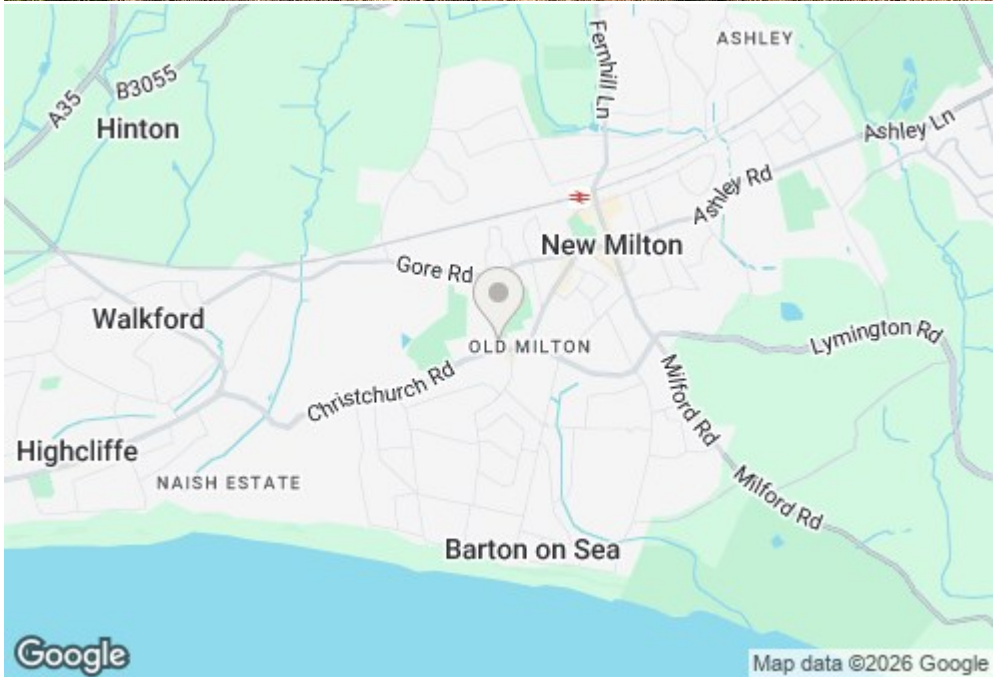 ASHLEY
Fernhill Ln
B3055
A35
Hinton
Ashley Ln
Ashley Rd
New Milton
Gore Rd
Walkford
OLD MILTON
Lymington Rd
Christchurch Rd
Milford Rd
Highcliffe
NAISH ESTATE
Milford Rd
Barton on Sea
Google
Map data ©2026 Google